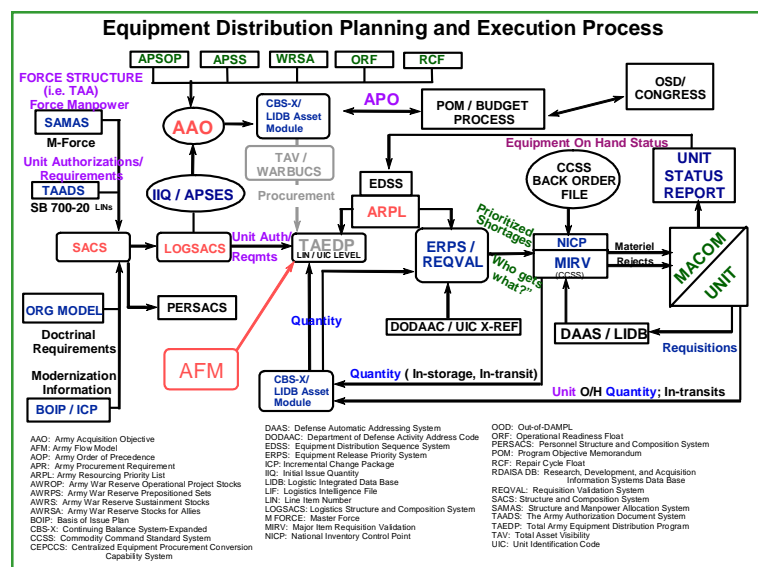 Equipment Distribution Planning and Execution Process
APSOP
APSS
WRSA
ORF
RCF
FORCE STRUCTURE
(i.e. TAA)
Force Manpower
SAMAS
M-Force
Unit Authorizations/
Requirements
TAADS
SB 700-20 LINs
SACS
ORG MODEL
Doctrinal
Requirements
Modernization
Information
BOIP / ICP
AAO
IIQ / APSES
LOGSACS
PERSACS
Unit Auth/
Reqmts
AFM
CBS-X/
LIDB Asset
Module
TAV /
WARBUCS
Procurement
TAEDP
LIN / UIC LEVEL
Quantity
CBS-X/
LIDB Asset
Module
APO
POM / BUDGET
PROCESS
OSD/
CONGRESS
Equipment On Hand Status
EDSS
ARPL
ERPS /
REQVAL
DODAAC / UIC X-REF
Prioritized
Shortages
Who gets
what?”
CCSS
BACK ORDER
FILE
NICP
MIRV
(CCSS)
Materiel
Rejects
UNIT
STATUS
REPORT
MACOM
UNIT
DAAS / LIDB
Requisitions
Quantity ( In-storage, In-transit)
Unit O/H Quantity; In-transits
AAO: Army Acquisition Objective
AFM: Army Flow Model
AOP: Army Order of Precedence
APR: Army Procurement Requirement
ARPL: Army Resourcing Priority List
AWROP: Army War Reserve Operational Project Stocks
AWRPS: Army War Reserve Prepositioned Sets
AWRS: Army War Reserve Sustainment Stocks
AWRSA: Army War Reserve Stocks for Allies
BOIP: Basis of Issue Plan
CBS-X: Continuing Balance System-Expanded
CCSS: Commodity Command Standard System
CEPCCS: Centralized Equipment Procurement Conversion
Capability System
DAAS: Defense Automatic Addressing System
DODAAC: Department of Defense Activity Address Code
EDSS: Equipment Distribution Sequence System
ERPS: Equipment Release Priority System
ICP: Incremental Change Package
IIQ: Initial Issue Quantity
LIDB: Logistic Integrated Data Base
LIF: Logistics Intelligence File
LIN: Line Item Number
LOGSACS: Logistics Structure and Composition System
M FORCE: Master Force
MIRV: Major Item Requisition Validation
NICP: National Inventory Control Point
OOD: Out-of-DAMPL
ORF: Operational Readiness Float
PERSACS: Personnel Structure and Composition System
POM: Program Objective Memorandum
RCF: Repair Cycle Float
RDAISA DB: Research, Development, and Acquisition
Information Systems Data Base
REQVAL: Requisition Validation System
SACS: Structure and Composition System
SAMAS: Structure and Manpower Allocation System
TAADS: The Army Authorization Document System
TAEDP: Total Army Equipment Distribution Program
TAV: Total Asset Visibility
UIC: Unit Identification Code